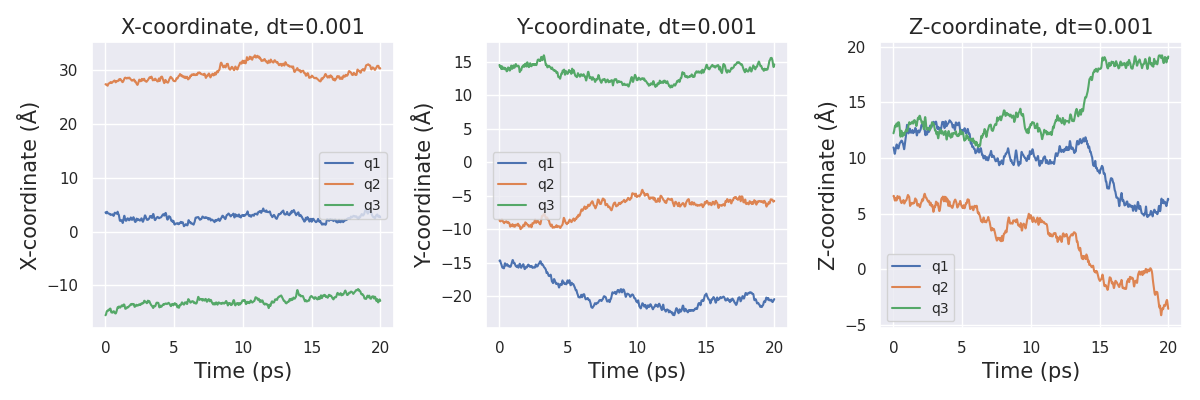 X-coordinate, dt=0.001
X-coordinate (Å)
30
20
10
0
−10
q1
q2
q3
0
5
10
15
20
Time (ps)
Y-coordinate, dt=0.001
Y-coordinate (Å)
15
10
5
0
−5
−10
−15
−20
q1
q2
q3
0
5
10
15
20
Time (ps)
Z-coordinate, dt=0.001
Z-coordinate (Å)
20
15
10
5
0
−5
q1
q2
q3
0
5
10
15
20
Time (ps)